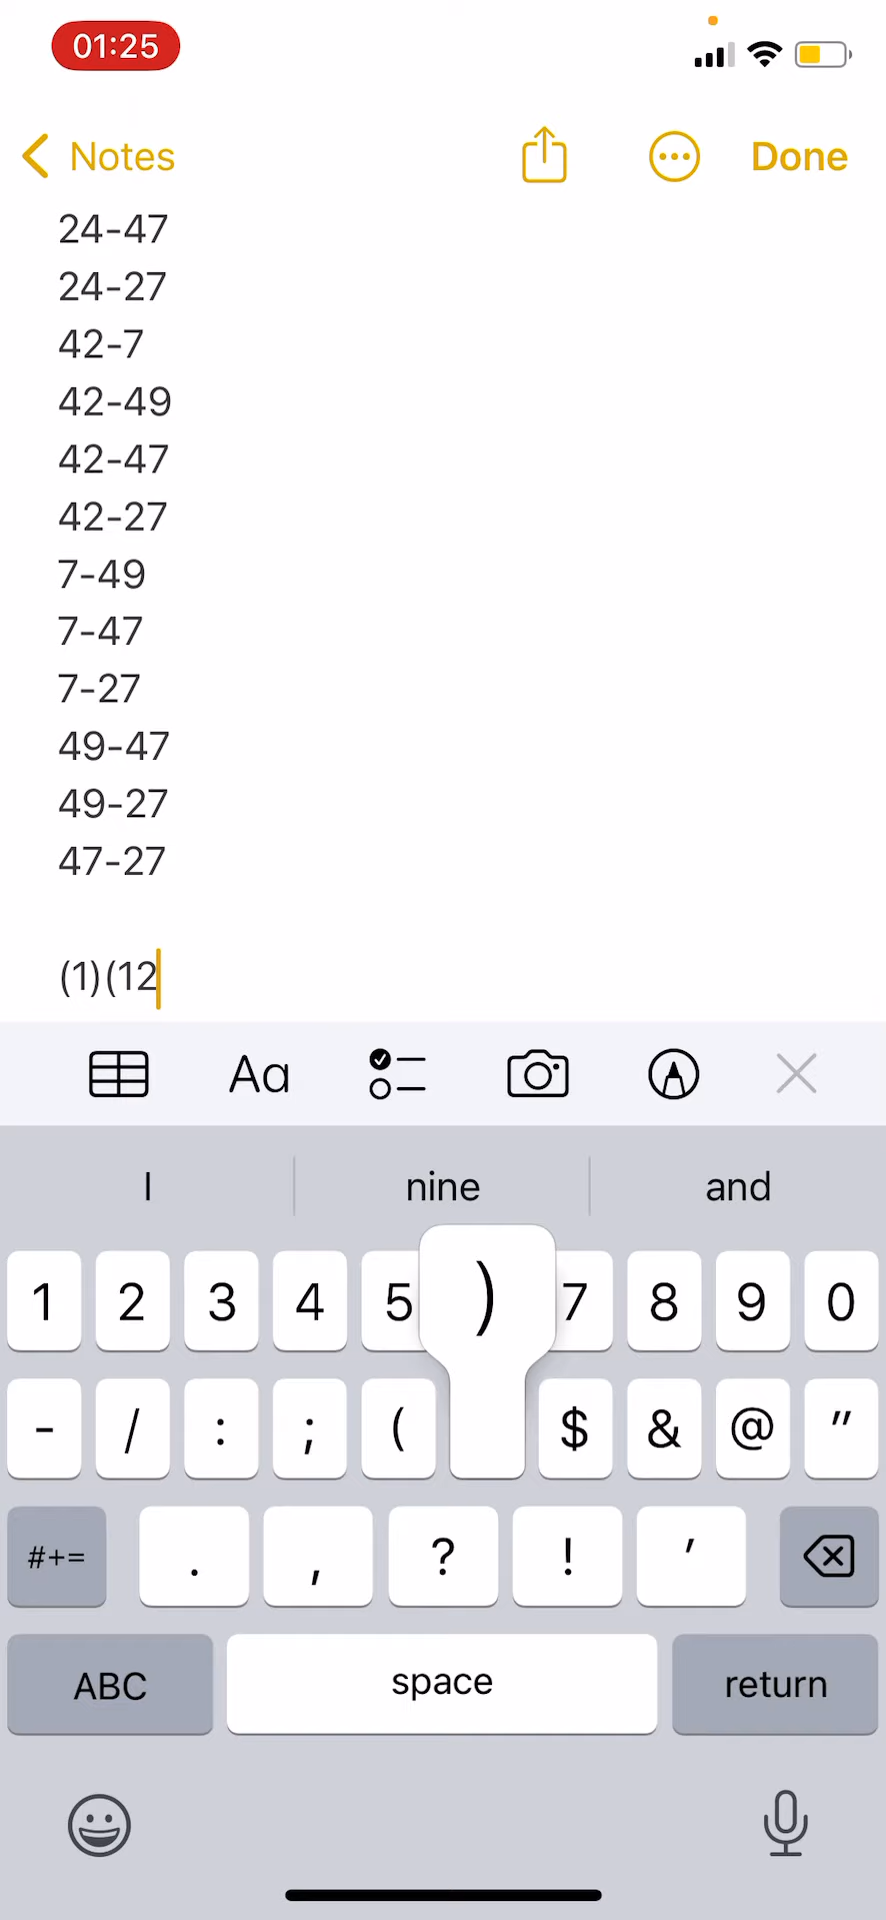 01:25
Notes
Done
24-47
24-27
42-7
42-49
42-47
42-27
7-49
7-47
7-27
49-47
49-27
47-27
(1)(12
Aa
I nine and
1 2 3 4 5 ) 7 8 9 0
- / : ; ( $ & @ "
#+= . , ? ! '
ABC space return